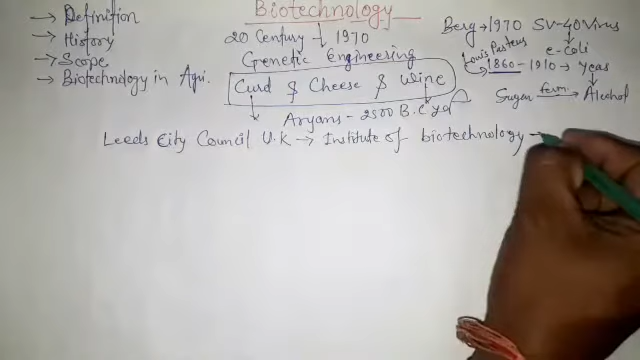 Biotechnology
→ Definition
→ History
→ Scope
→ Biotechnology in Agri.
20 Century → 1970
Genetic Engineering
Curd & Cheese & Wine
Aryans - 2500 B.C
Berg → 1970 SV-40 Virus
e-Coli
Louis Pasteur
1860 - 1910 → yeas
Sugar ferm. → Alcohol
Leeds City Council U.K → Institute of biotechnology →